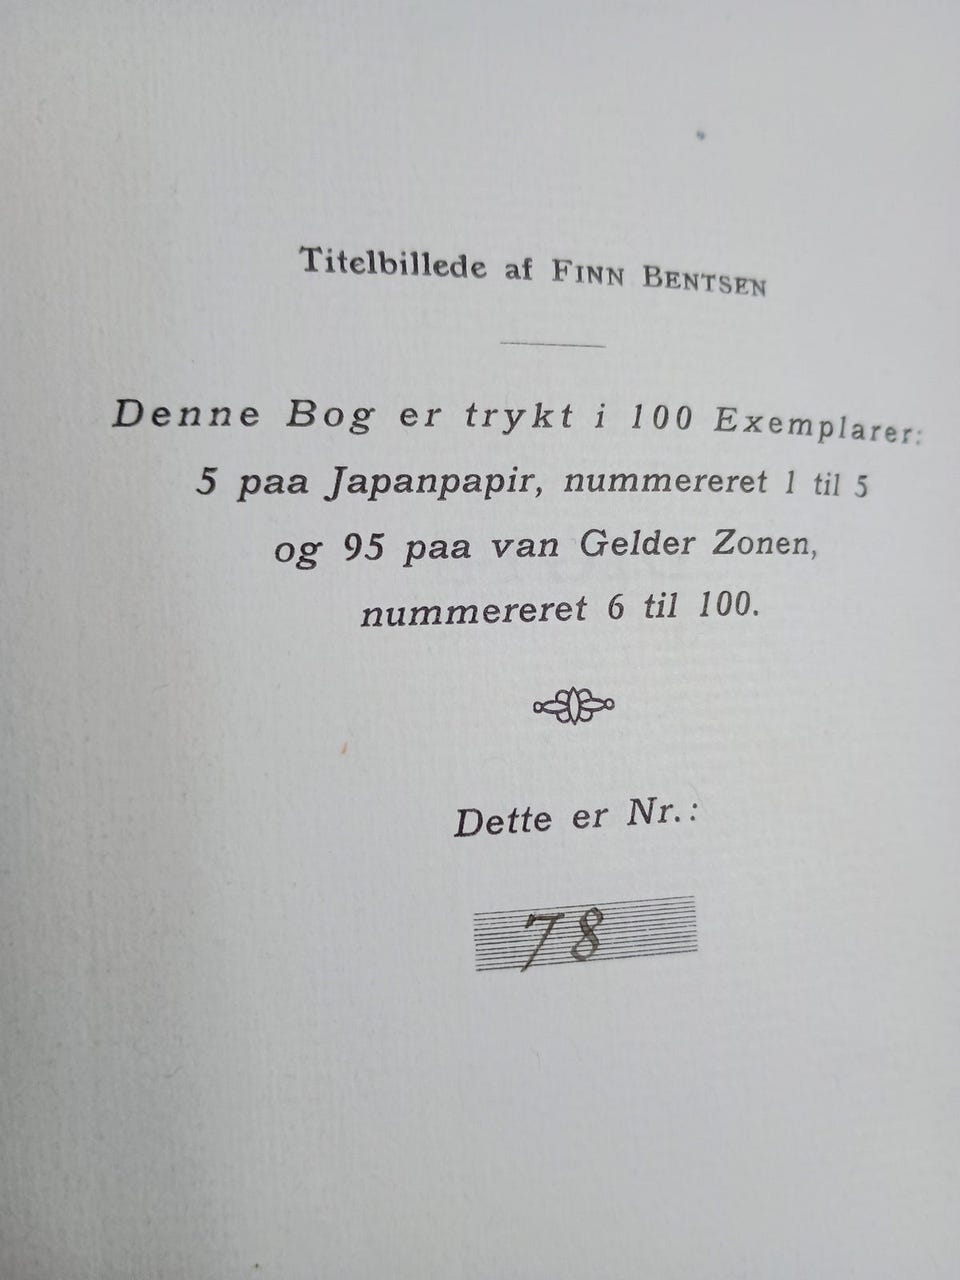 Titelbillede af FINN BENTSEN
Denne Bog er trykt i 100 Exemplarer:
5 paa Japanpapir, nummereret 1 til 5
og 95 paa van Gelder Zonen,
nummereret 6 til 100.
Dette er Nr.:
78